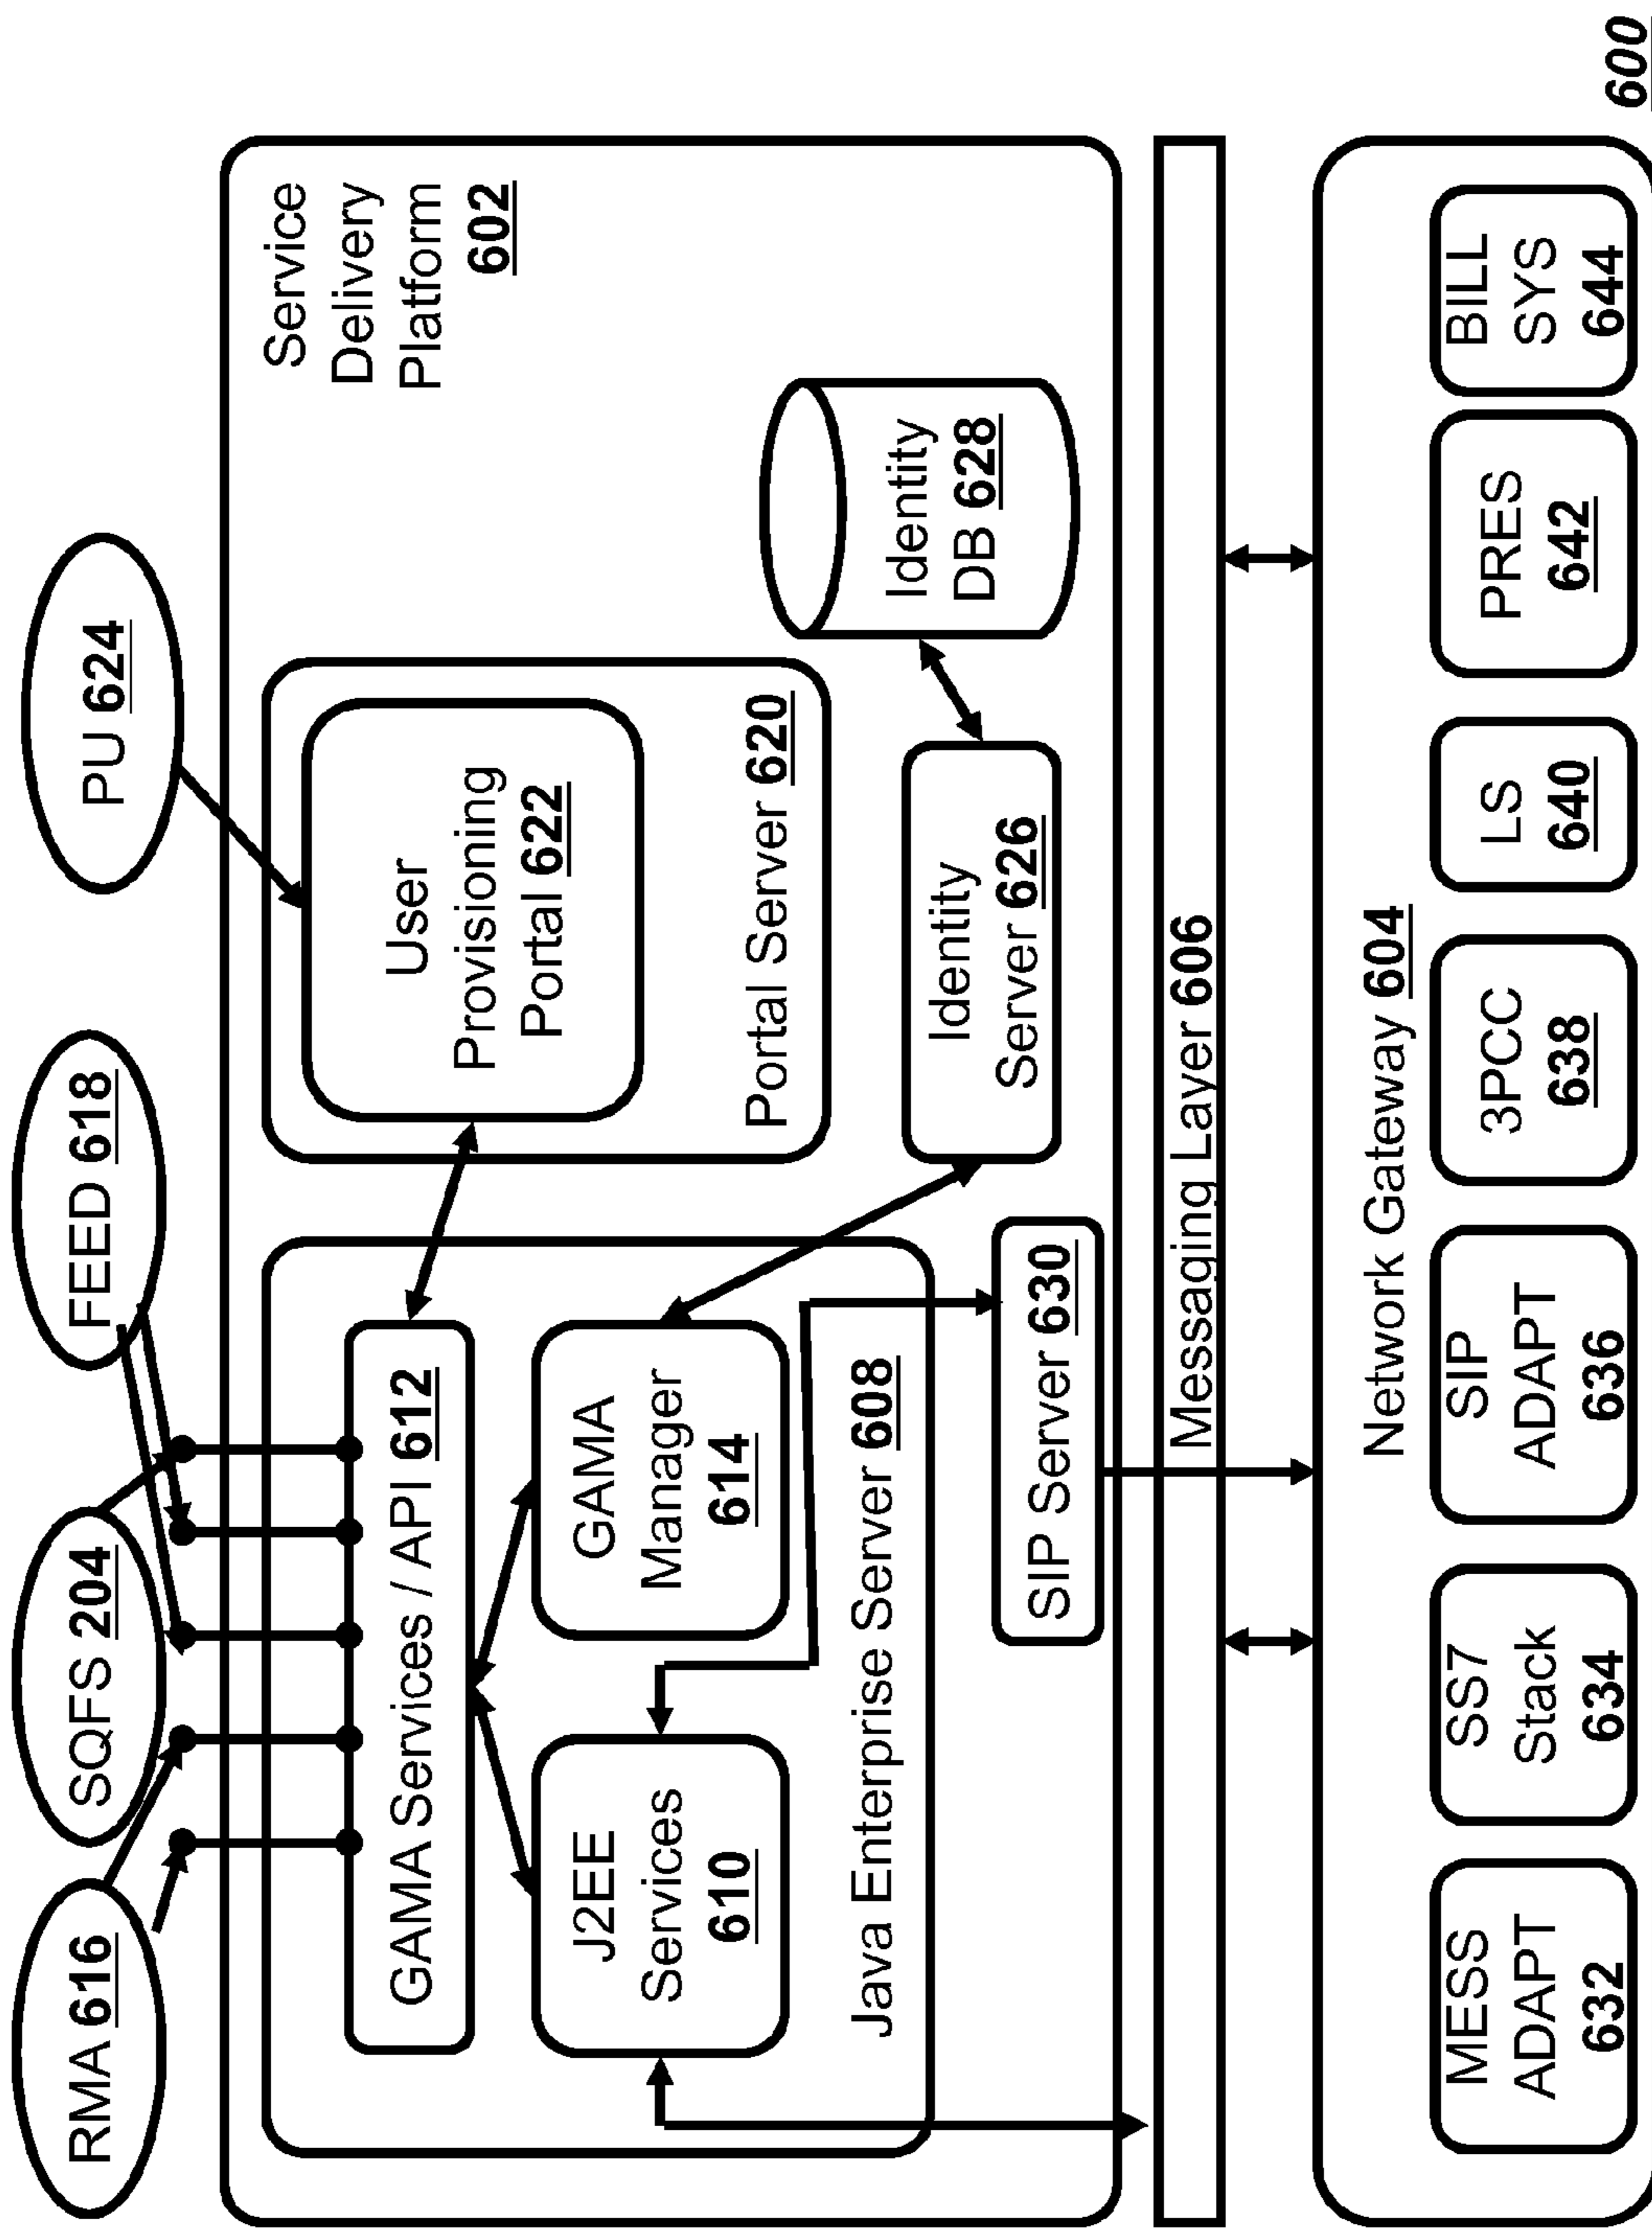 RMA 616
SQFS 204
FEED 618
PU 624
Service
Delivery
Platform
602
GAMA Services / API 612
J2EE
Services
610
GAMA
Manager
614
Java Enterprise Server 608
User
Provisioning
Portal 622
Portal Server 620
Identity
Server 626
Identity
DB 628
SIP Server 630
Messaging Layer 606
Network Gateway 604
MESS
ADAPT
632
SS7
Stack
634
SIP
ADAPT
636
3PCC
638
LS
640
PRES
642
BILL
SYS
644
600